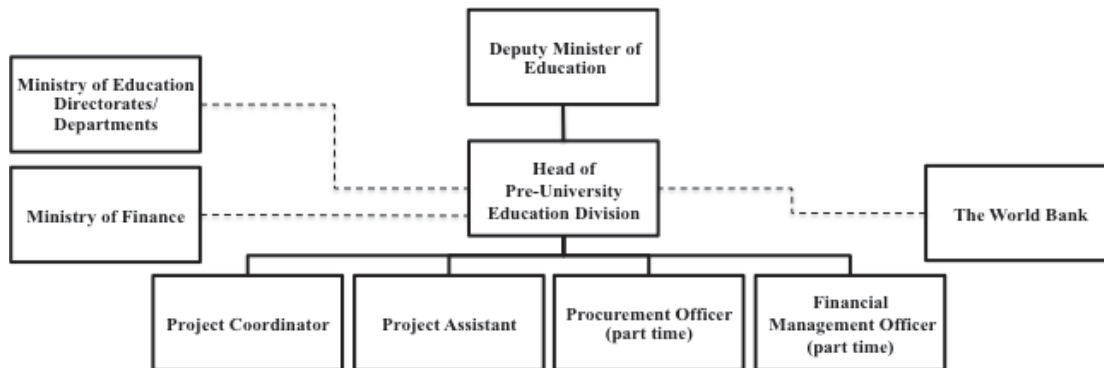 Deputy Minister of
Education
Ministry of Education
Directorates/
Departments
Head of
Pre-University
Education Division
Ministry of Finance
The World Bank
Project Coordinator
Project Assistant
Procurement Officer
(part time)
Financial
Management Officer
(part time)